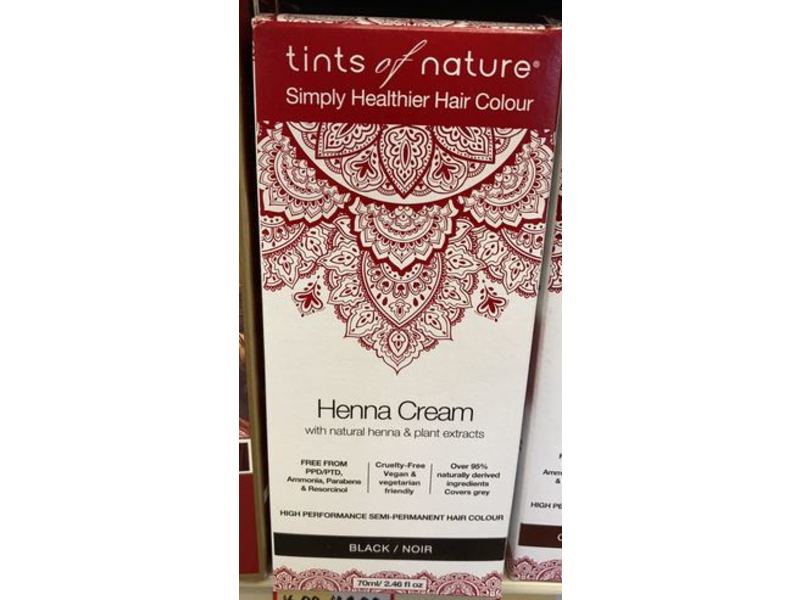 tints of nature®
Simply Healthier Hair Colour
Henna Cream
with natural henna & plant extracts
FREE FROM
PPD/PTD,
Ammonia, Parabens
& Resorcinol
Cruelty-Free
Vegan &
vegetarian
friendly
Over 95%
naturally derived
ingredients
Covers grey
HIGH PERFORMANCE SEMI-PERMANENT HAIR COLOUR
BLACK / NOIR
70ml/ 2.46 fl oz
HIGH PE